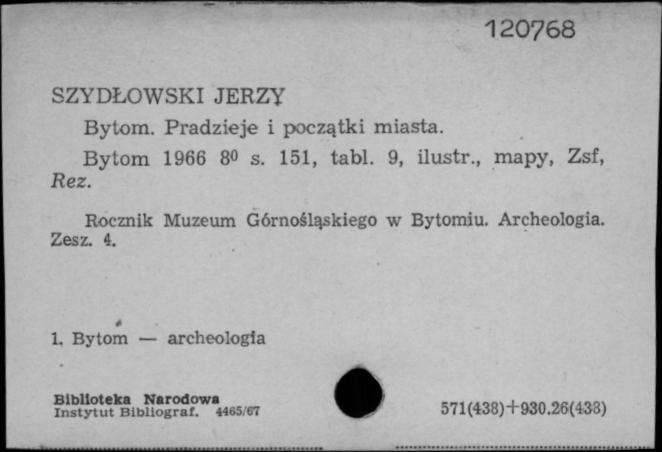 120768
SZYDŁOWSKI JERZY
Bytom. Pradzieje i początki miasta.
Bytom 1966 8⁰ s. 151, tabl. 9, ilustr., mapy, Zsf,
Rez.
Rocznik Muzeum Górnośląskiego w Bytomiu. Archeologia.
Zesz. 4.
1. Bytom — archeologia
Biblioteka Narodowa
Instytut Bibliograf. 4465/67
571(438)+930.26(438)